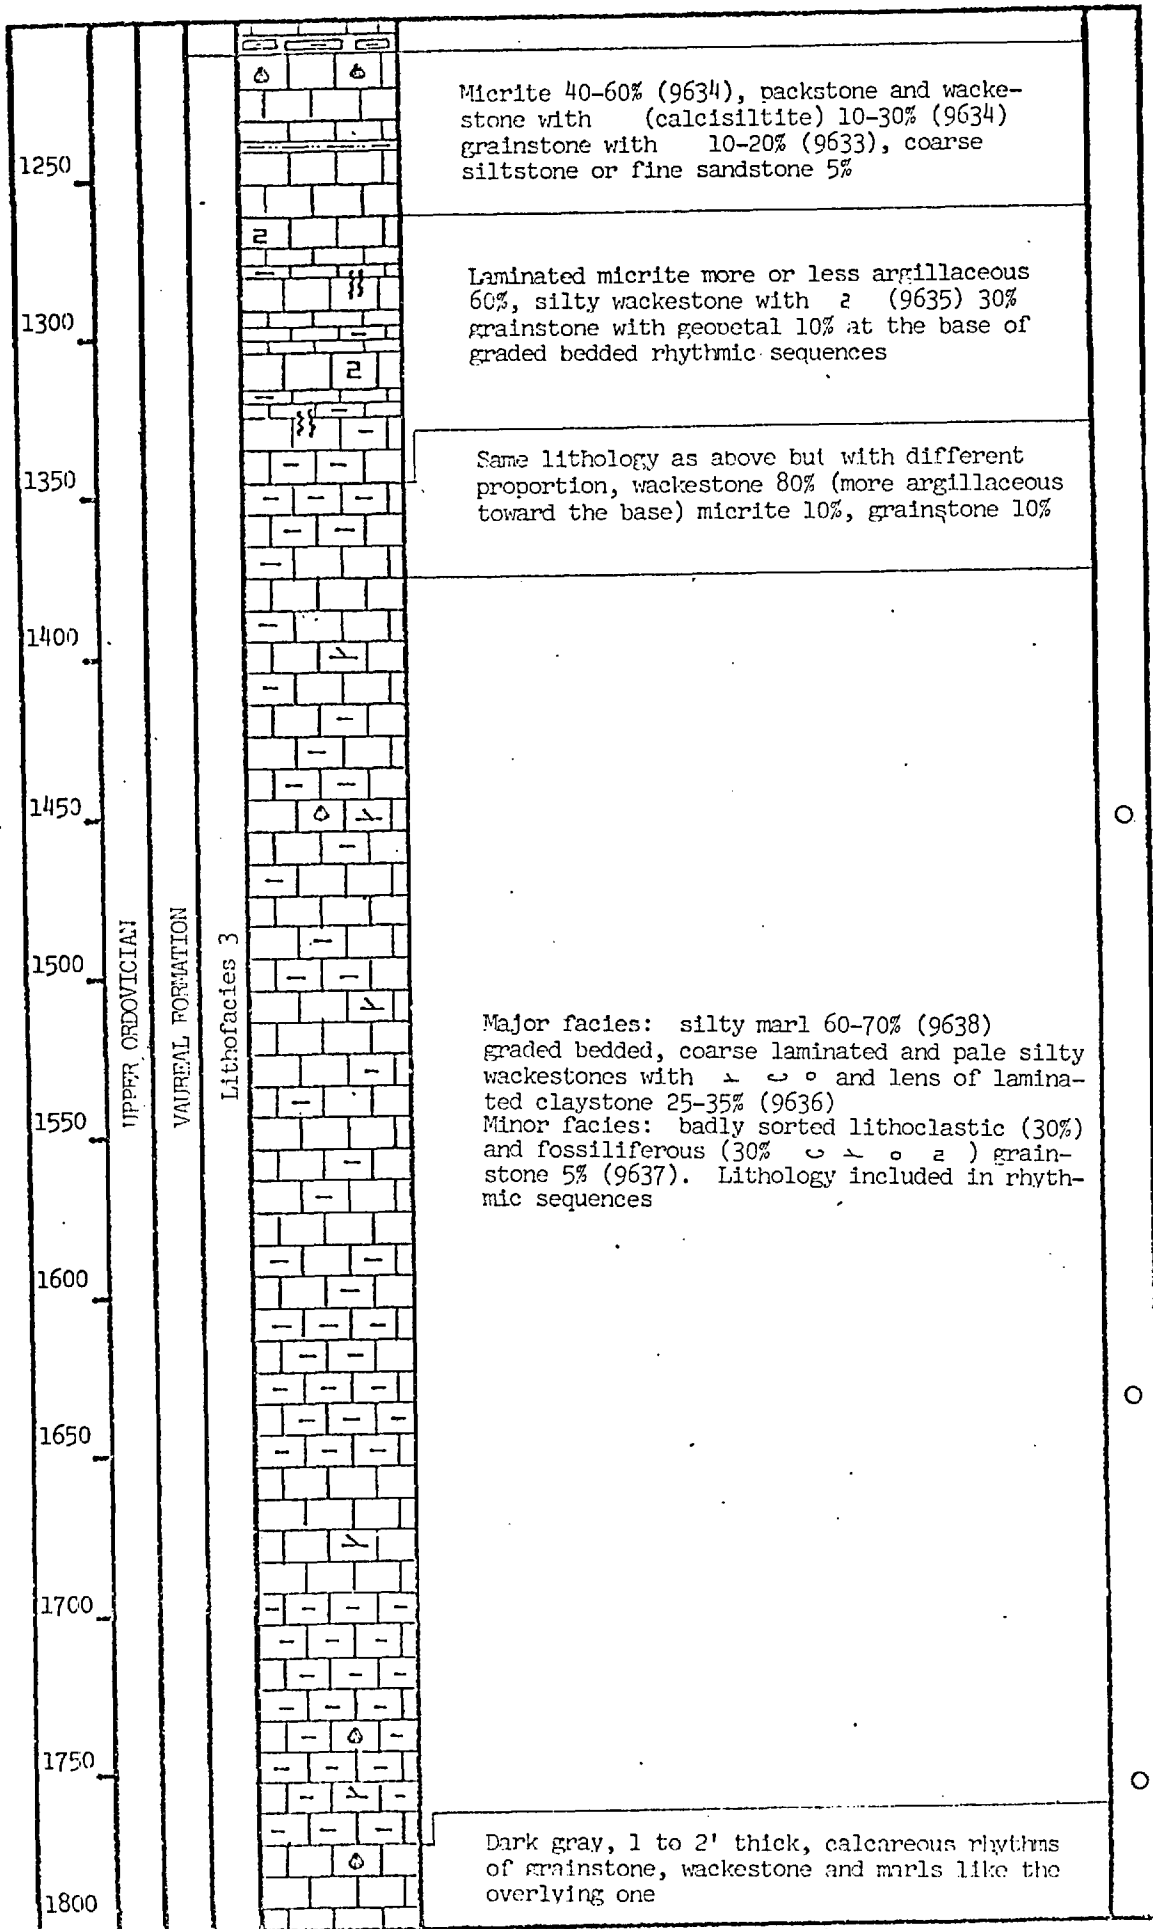 Micrite 40-60% (9634), packstone and wacke-
stone with (calcisiltite) 10-30% (9634)
grainstone with 10-20% (9633), coarse
siltstone or fine sandstone 5%
1250
Laminated micrite more or less argillaceous
60%, silty wackestone with (9635) 30%
grainstone with geopetal 10% at the base of
graded bedded rhythmic sequences
1300
Same lithology as above but with different
proportion, wackestone 80% (more argillaceous
toward the base) micrite 10%, grainstone 10%
1350
1400
1450
1500
UPPER ORDOVICIAN
VAUREAL FORMATION
Lithofacies 3
Major facies: silty marl 60-70% (9638)
graded bedded, coarse laminated and pale silty
wackestones with and lens of lamina-
ted claystone 25-35% (9636)
Minor facies: badly sorted lithoclastic (30%)
and fossiliferous (30% ) grain-
stone 5% (9637). Lithology included in rhyth-
mic sequences
1550
1600
1650
1700
1750
Dark gray, 1 to 2' thick, calcareous rhythms
of grainstone, wackestone and marls like the
overlying one
1800